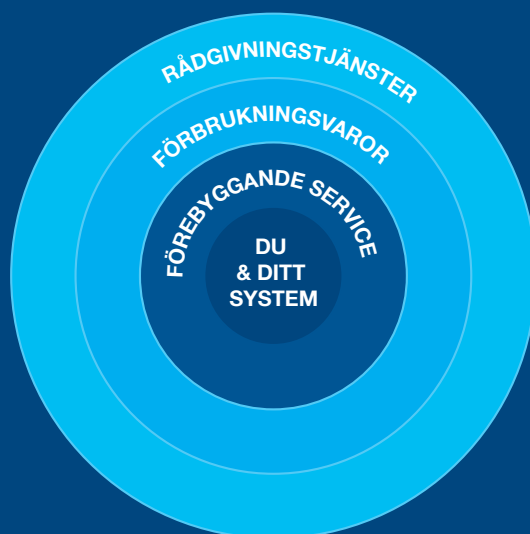 RÅDGIVNINGSTJÄNSTER
FÖRBRUKNINGSVAROR
FÖREBYGGANDE SERVICE
DU
& DITT
SYSTEM